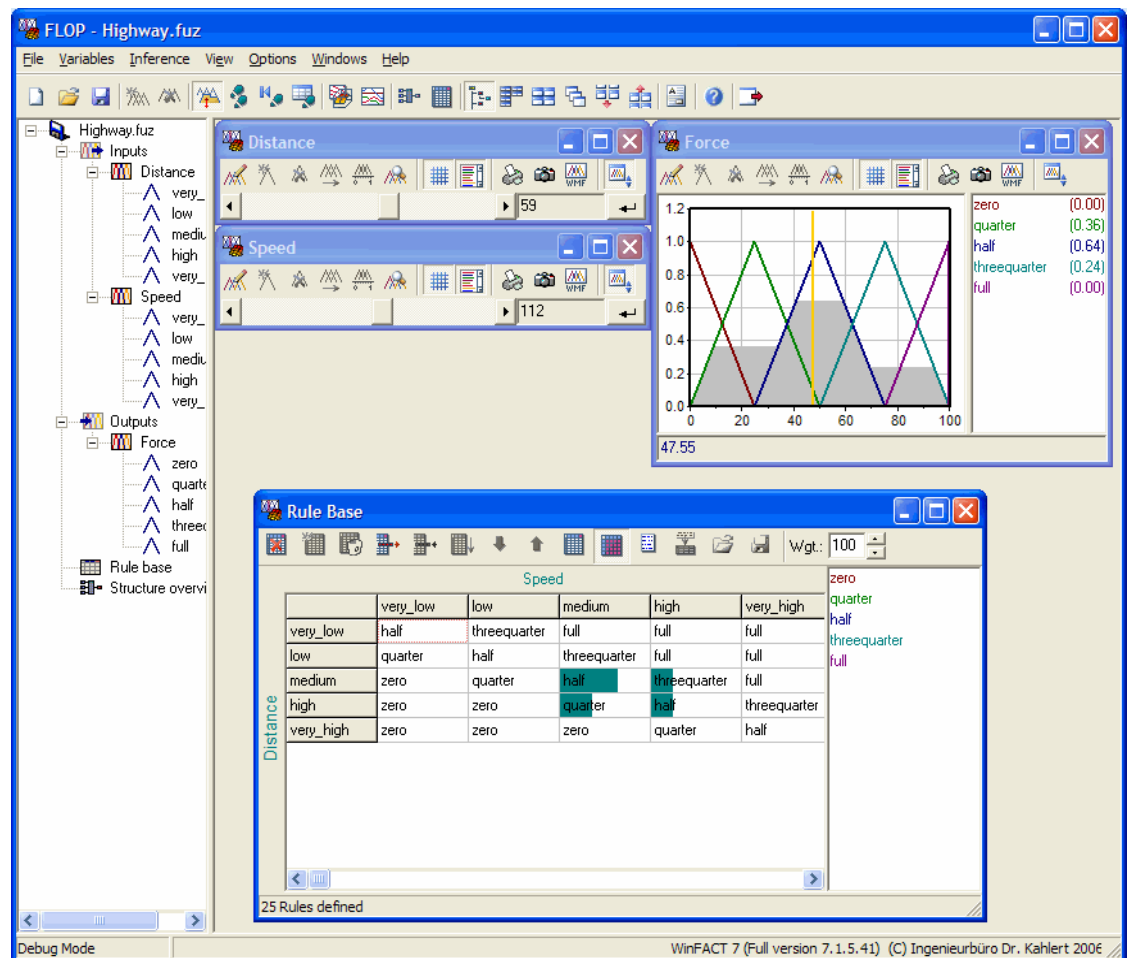 FLOP - Highway.fuz
File Variables Inference View Options Windows Help
Highway.fuz
Inputs
Distance
very_
low
mediu
high
very_
Speed
very_
low
mediu
high
very_
Outputs
Force
zero
quarte
half
threec
full
Rule base
Structure overvi
Distance
WMF
59
Speed
WMF
112
Force
WMF
1.2
1.0
0.8
0.6
0.4
0.2
0.0
0 20 40 60 80 100
zero (0.00)
quarter (0.36)
half (0.64)
threequarter (0.24)
full (0.00)
47.55
Rule Base
Wgt.: 100
Speed
very_low low medium high very_high
very_low half threequarter full full full
low quarter half threequarter full full
medium zero quarter half threequarter full
high zero zero quarter half threequarter
very_high zero zero zero quarter half
Distance
zero
quarter
half
threequarter
full
25 Rules defined
Debug Mode
WinFACT 7 (Full version 7.1.5.41) (C) Ingenieurbüro Dr. Kahlert 2006